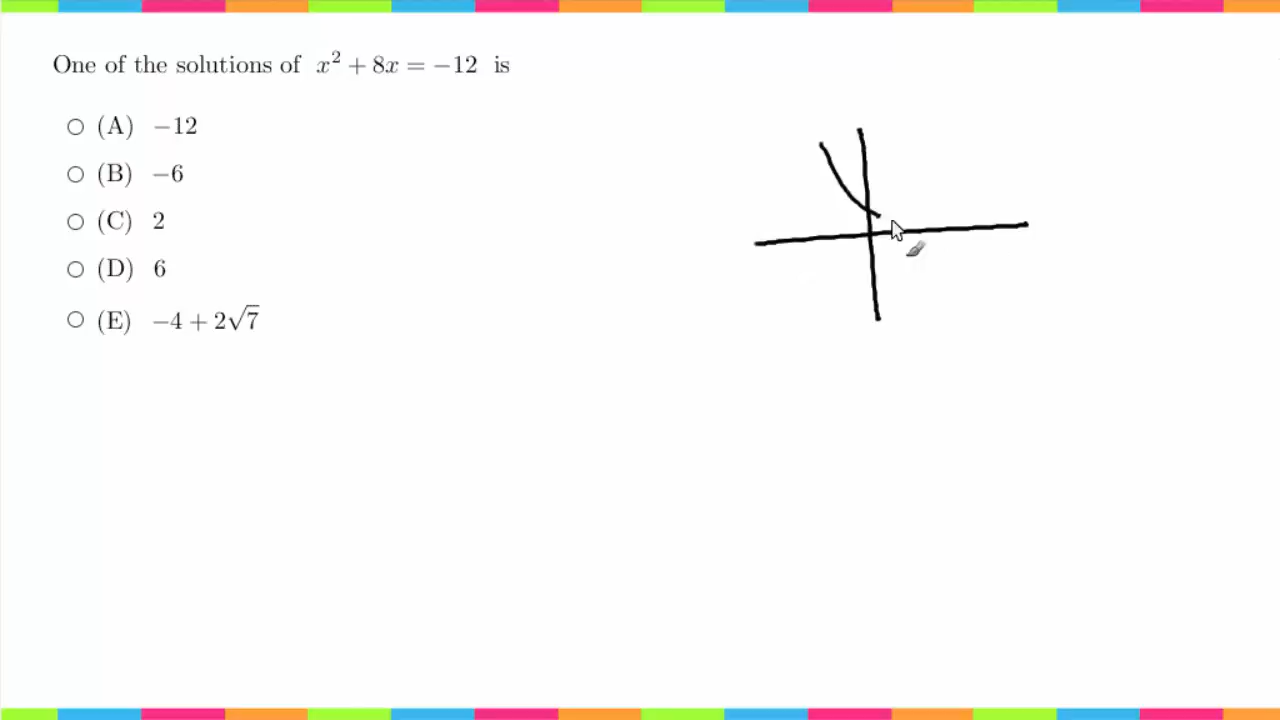 One of the solutions of x² + 8x = −12 is
(A) −12
(B) −6
(C) 2
(D) 6
(E) −4 + 2√7